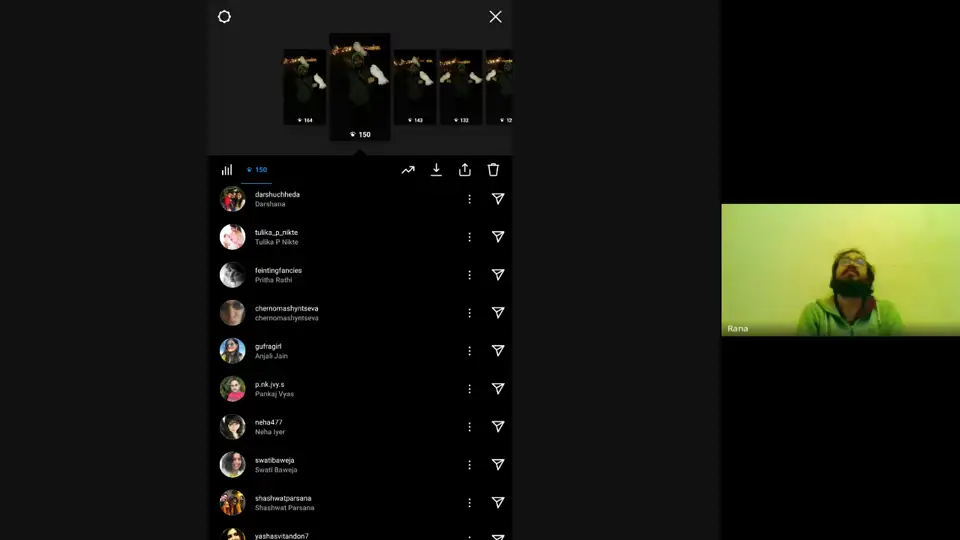 164
150
143
132
12
150
darshuchheda
Darshana
tulika_p_nikte
Tulika P Nikte
feintingfancies
Pritha Rathi
chernomashyntseva
chernomashyntseva
gufragirl
Anjali Jain
p.nk.jvy.s
Pankaj Vyas
neha477
Neha Iyer
swatibaweja
Swati Baweja
shashwatparsana
Shashwat Parsana
yashasvitandon7
Rana